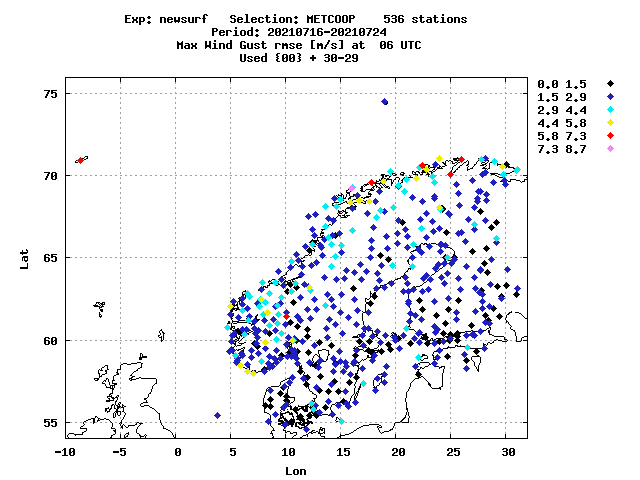 Exp: newsurf   Selection: METCOOP    536 stations
Period: 20210716-20210724
Max Wind Gust rmse [m/s] at  06 UTC
Used {00} + 30-29
0.0 1.5
1.5 2.9
2.9 4.4
4.4 5.8
5.8 7.3
7.3 8.7
75
70
65
60
55
Lat
-10 -5 0 5 10 15 20 25 30
Lon